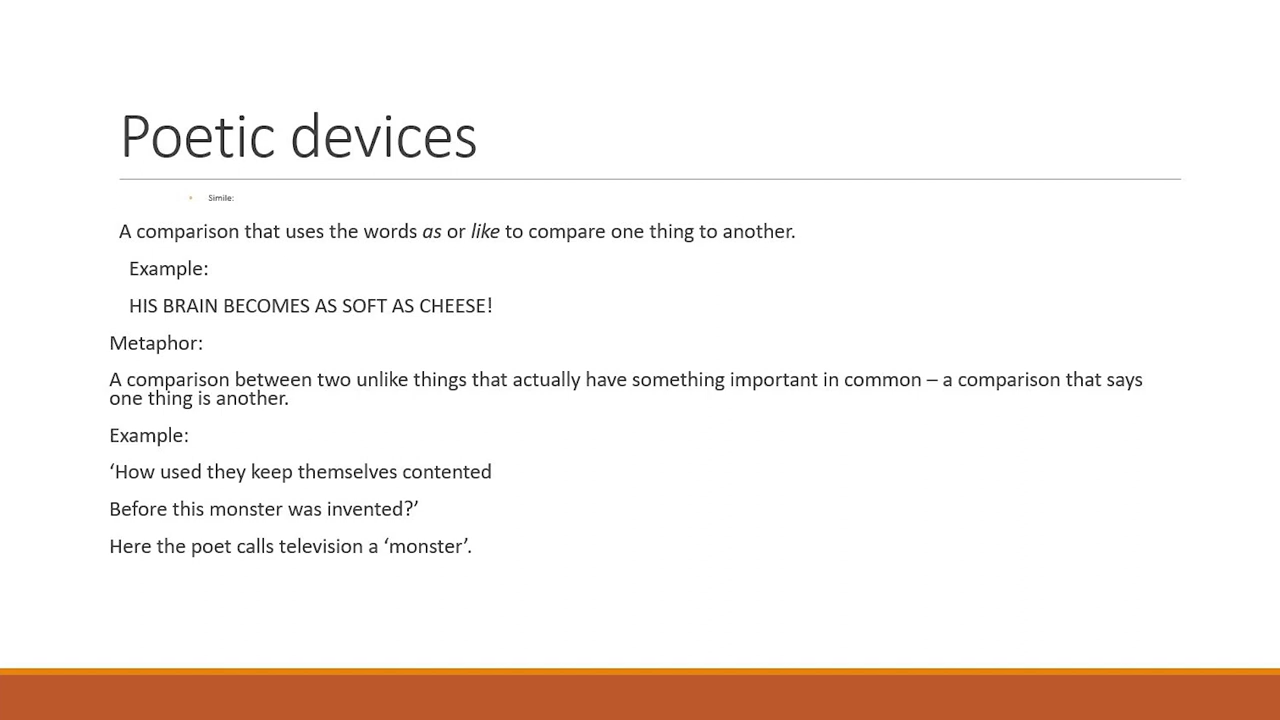 Poetic devices
Simile:
A comparison that uses the words as or like to compare one thing to another.
Example:
HIS BRAIN BECOMES AS SOFT AS CHEESE!
Metaphor:
A comparison between two unlike things that actually have something important in common – a comparison that says
one thing is another.
Example:
‘How used they keep themselves contented
Before this monster was invented?’
Here the poet calls television a ‘monster’.